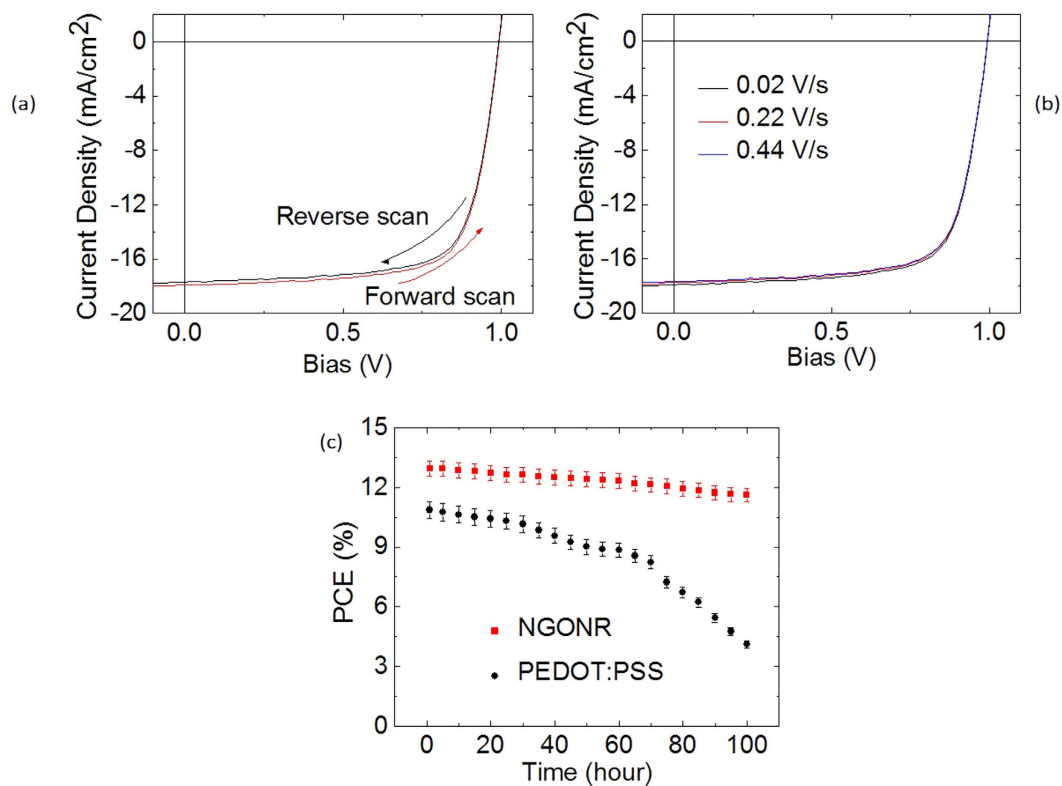 (a)
Current Density (mA/cm²)
0
-4
-8
-12
-16
-20
Reverse scan
Forward scan
0.0 0.5 1.0
Bias (V)
(b)
Current Density (mA/cm²)
0
-4
-8
-12
-16
-20
0.02 V/s
0.22 V/s
0.44 V/s
0.0 0.5 1.0
Bias (V)
(c)
PCE (%)
15
12
9
6
3
0
NGONR
PEDOT:PSS
0 20 40 60 80 100
Time (hour)